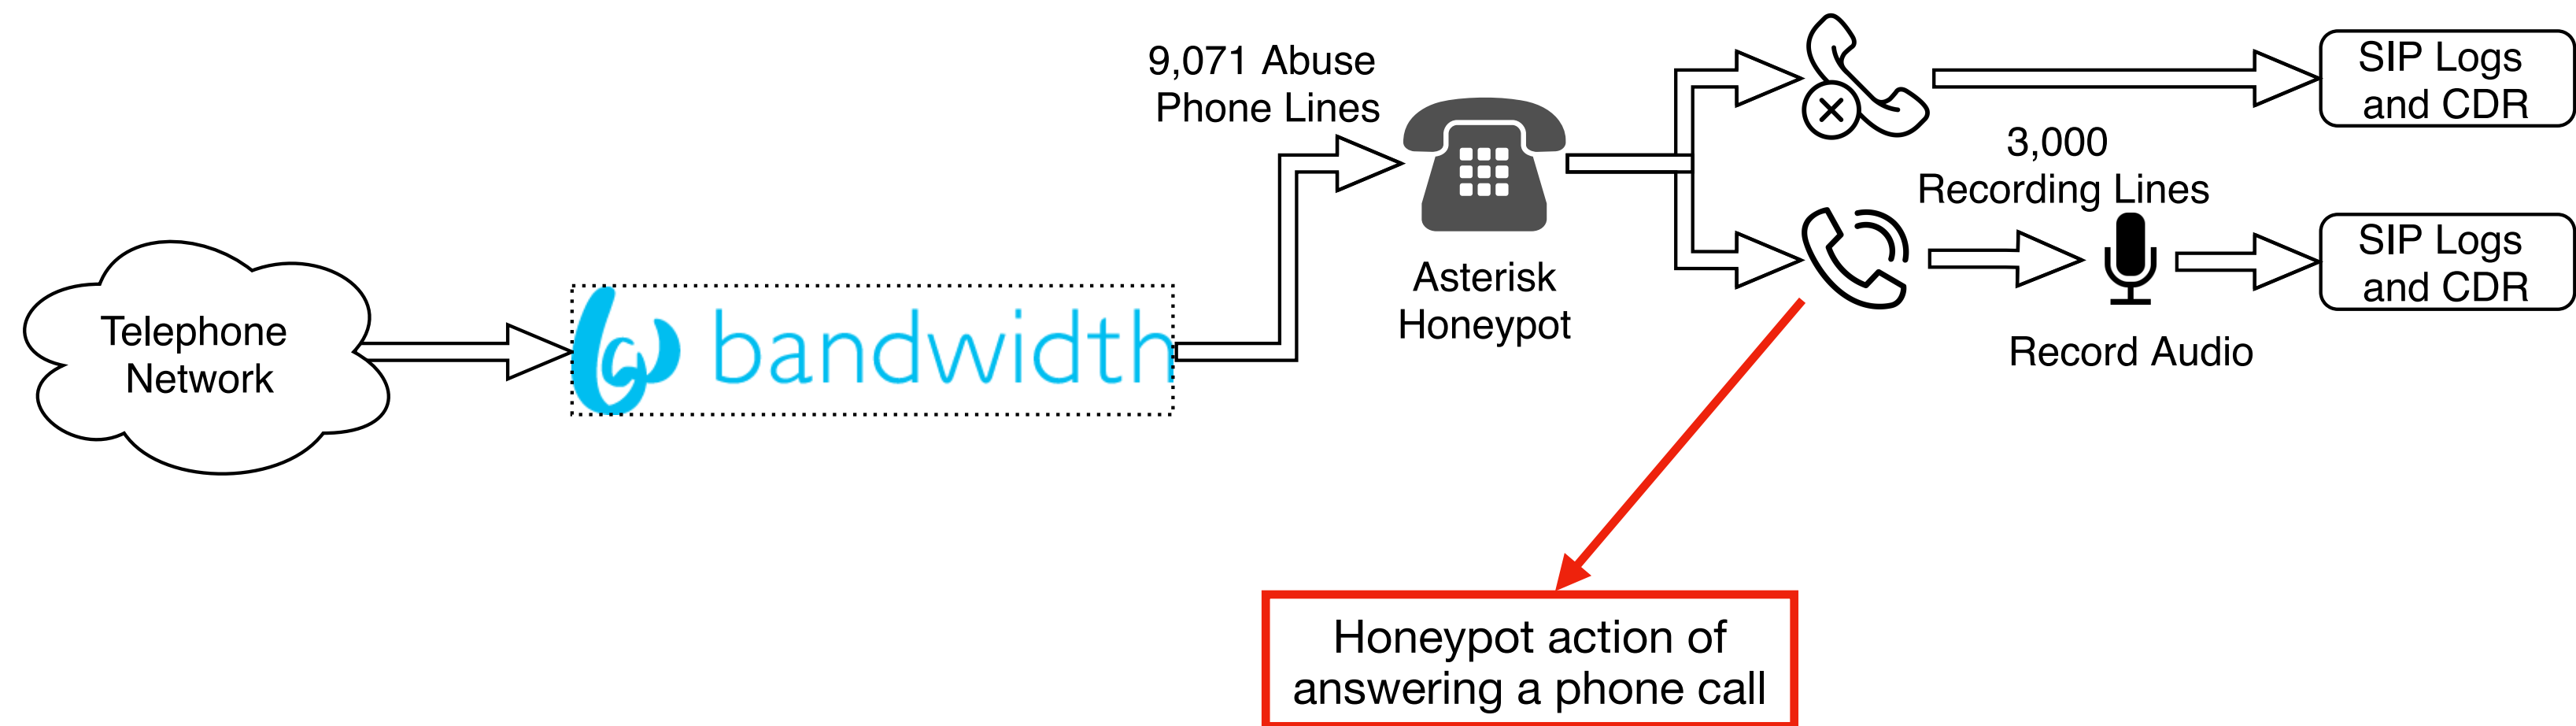 9,071 Abuse
Phone Lines
SIP Logs
and CDR
3,000
Recording Lines
SIP Logs
and CDR
Asterisk
Honeypot
Telephone
Network
bandwidth
Record Audio
Honeypot action of
answering a phone call